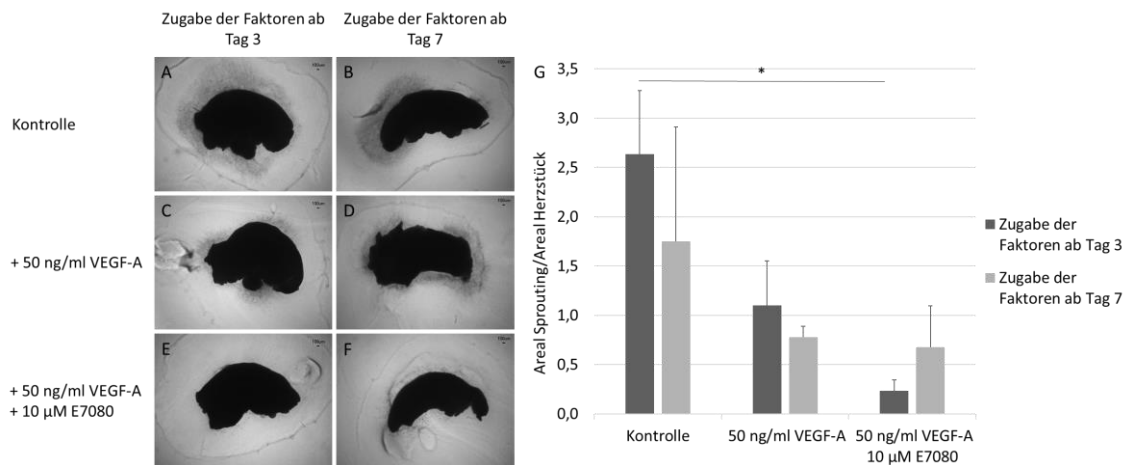 Zugabe der Faktoren ab
Tag 3
Zugabe der Faktoren ab
Tag 7
Kontrolle
+ 50 ng/ml VEGF-A
+ 50 ng/ml VEGF-A
+ 10 µM E7080
A
B
C
D
E
F
G
Areal Sprouting/Areal Herzstück
3,5
3,0
2,5
2,0
1,5
1,0
0,5
0,0
*
Kontrolle
50 ng/ml VEGF-A
50 ng/ml VEGF-A
10 µM E7080
Zugabe der
Faktoren ab Tag 3
Zugabe der
Faktoren ab Tag 7